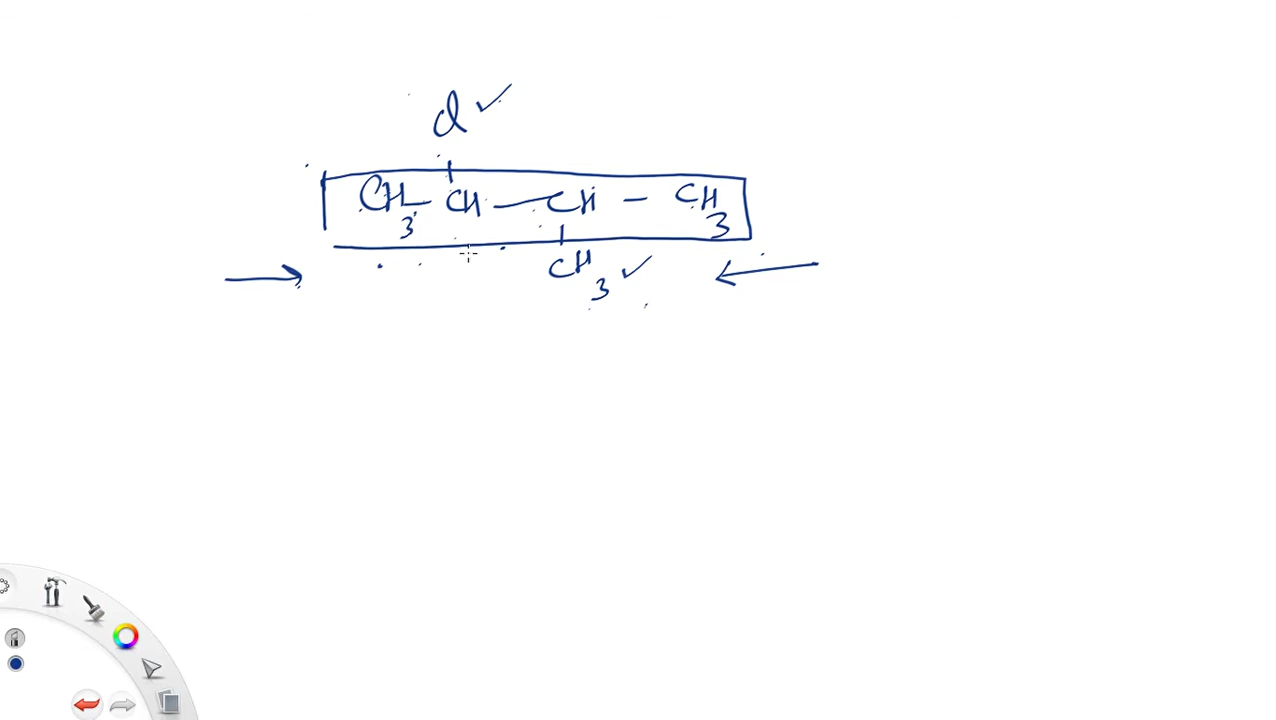 Cl ✓
CH3 - CH - CH - CH3
CH3 ✓